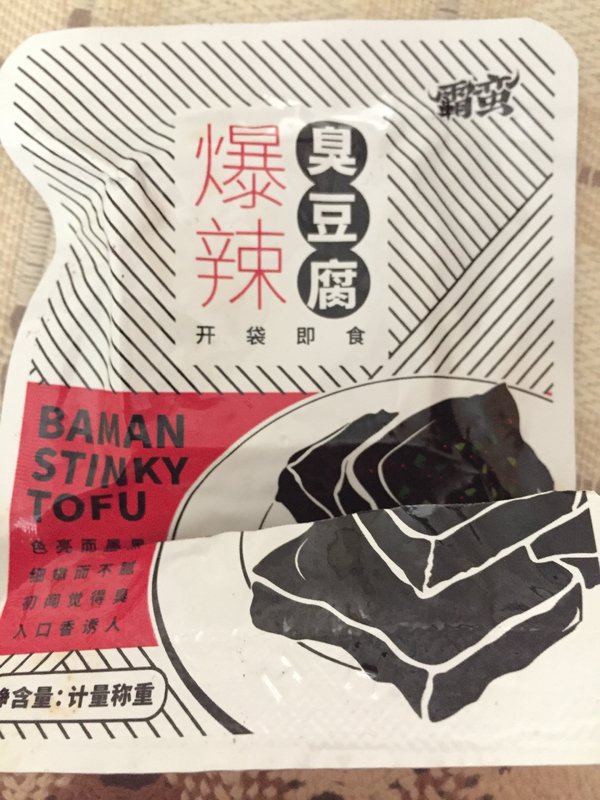 霸蛮
爆辣
臭豆腐
开袋即食
BAMAN
STINKY
TOFU
色亮而墨黑
细嫩而不腻
初闻觉得臭
入口香诱人
净含量:计量称重